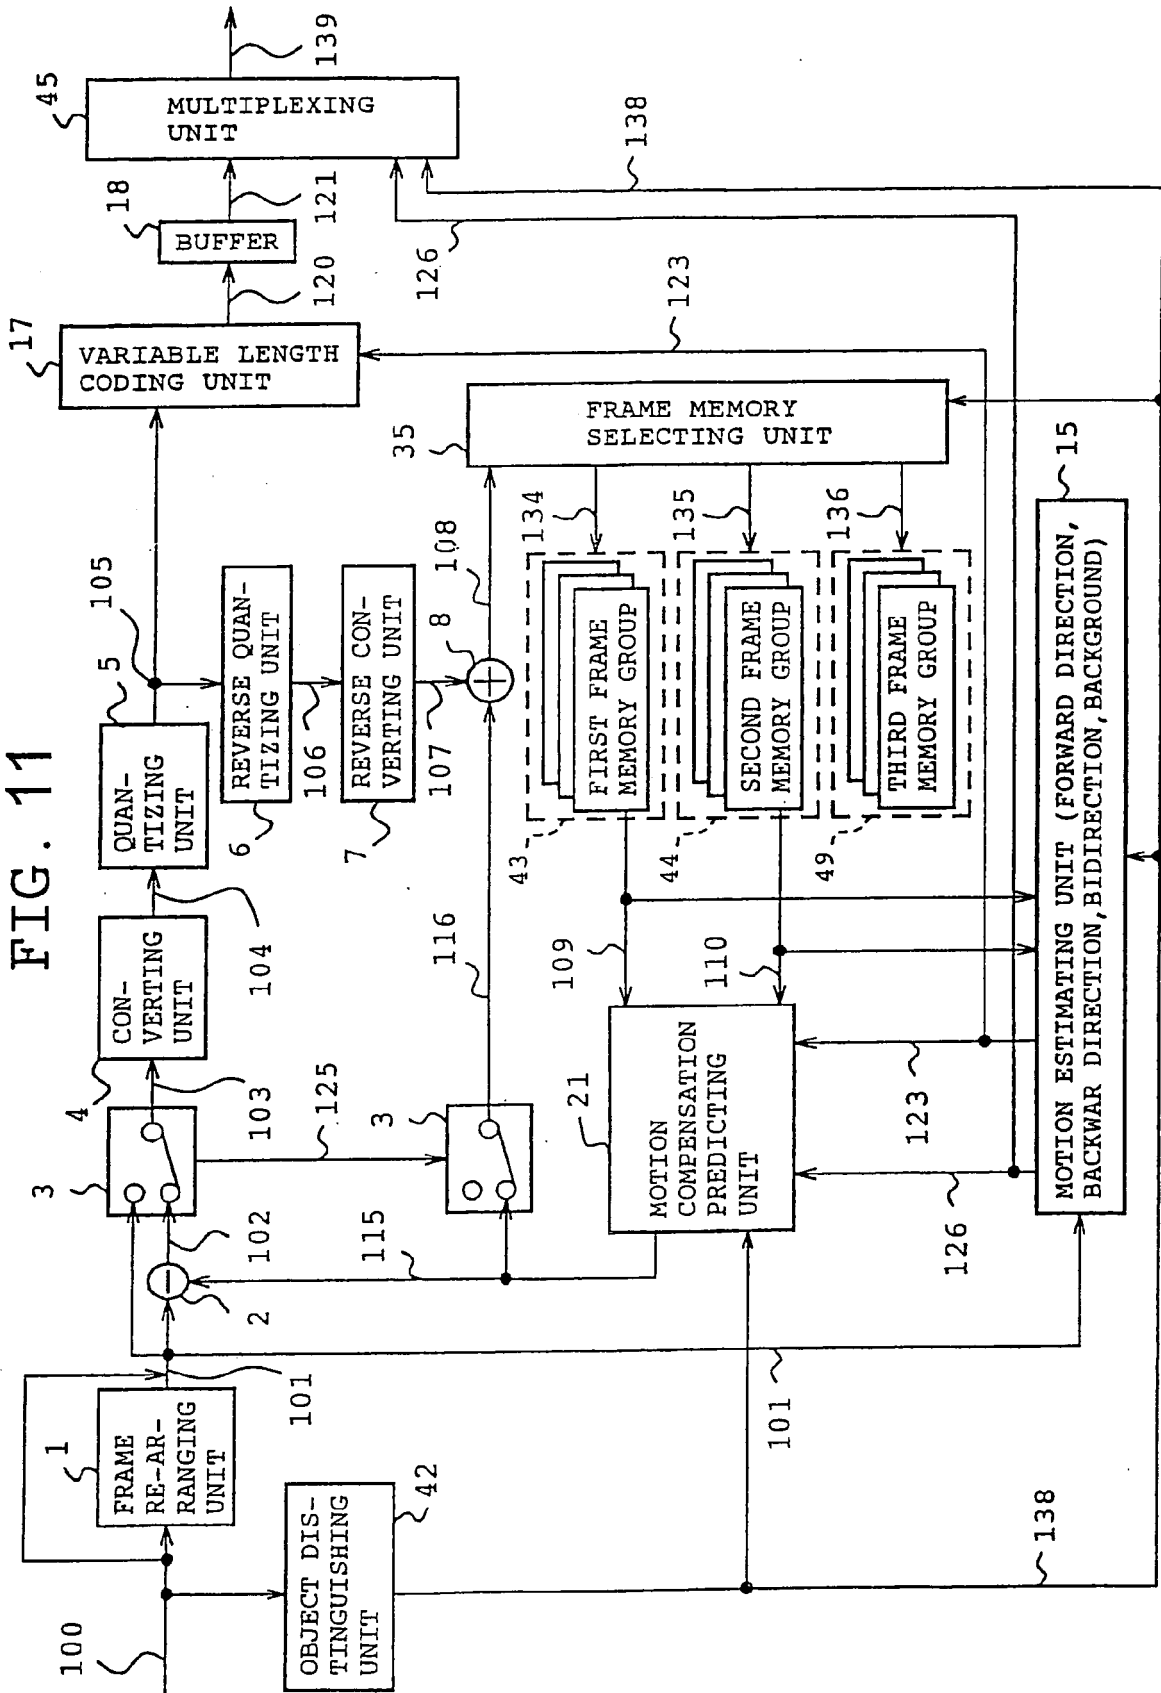 FIG. 11
100
1
FRAME
RE-AR-
RANGING
UNIT
101
OBJECT DIS-
TINGUISHING
UNIT
42
138
2
102
3
103
4
CON-
VERTING
UNIT
104
5
QUAN-
TIZING
UNIT
105
17
VARIABLE LENGTH
CODING UNIT
120
18
BUFFER
121
45
MULTIPLEXING
UNIT
139
125
3
115
116
6
REVERSE QUAN-
TIZING UNIT
106
7
REVERSE CON-
VERTING UNIT
107
8
108
35
FRAME MEMORY
SELECTING UNIT
123
126
138
101
21
MOTION
COMPENSATION
PREDICTING
UNIT
109
110
43
FIRST FRAME
MEMORY GROUP
134
44
SECOND FRAME
MEMORY GROUP
135
49
THIRD FRAME
MEMORY GROUP
136
126
123
15
MOTION ESTIMATING UNIT (FORWARD DIRECTION,
BACKWAR DIRECTION, BIDIRECTION, BACKGROUND)